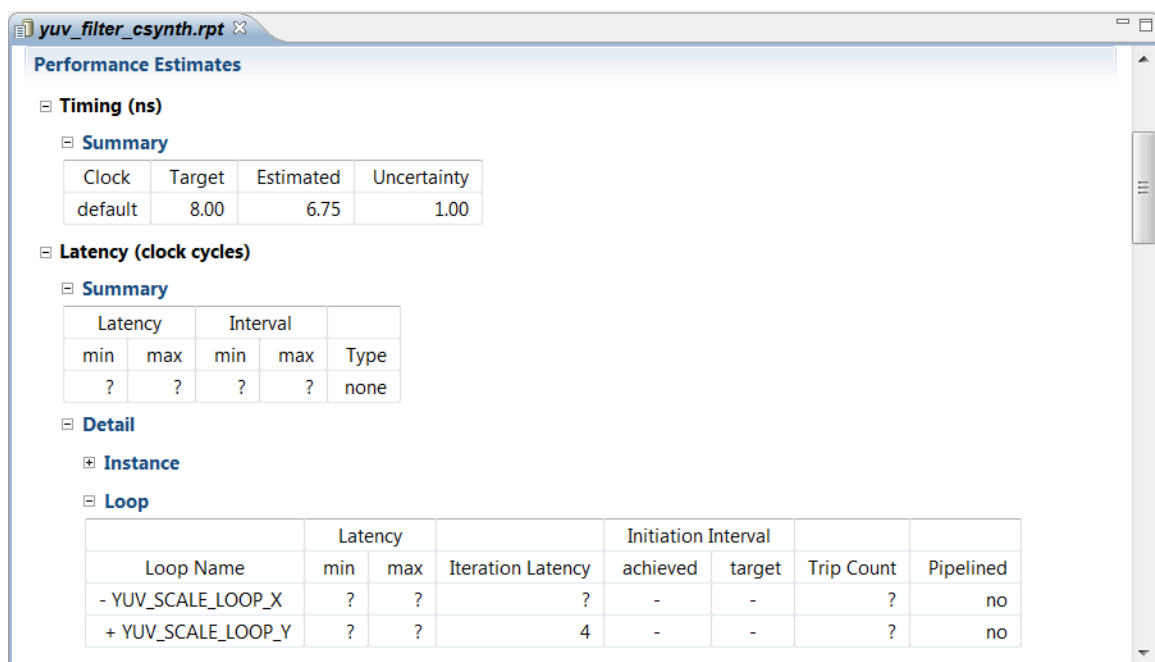 yuv_filter_csynth.rpt
Performance Estimates
Timing (ns)
Summary
Clock Target Estimated Uncertainty
default 8.00 6.75 1.00
Latency (clock cycles)
Summary
Latency Interval
min max min max Type
? ? ? ? none
Detail
Instance
Loop
Latency Initiation Interval
Loop Name min max Iteration Latency achieved target Trip Count Pipelined
- YUV_SCALE_LOOP_X ? ? ? - - ? no
+ YUV_SCALE_LOOP_Y ? ? 4 - - ? no